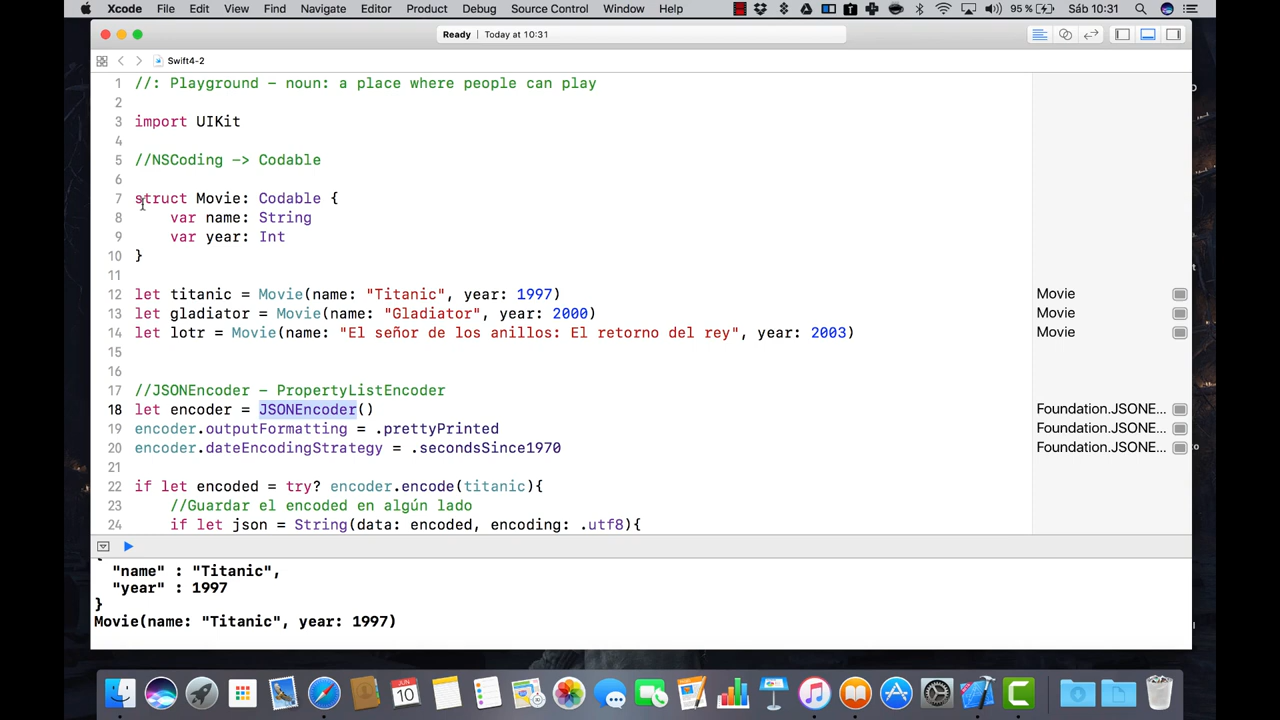 Xcode File Edit View Find Navigate Editor Product Debug Source Control Window Help 95 % Sáb 10:31
Ready Today at 10:31
Swift4-2
1 //: Playground - noun: a place where people can play
2
3 import UIKit
4
5 //NSCoding -> Codable
6
7 struct Movie: Codable {
8 var name: String
9 var year: Int
10 }
11
12 let titanic = Movie(name: "Titanic", year: 1997) Movie
13 let gladiator = Movie(name: "Gladiator", year: 2000) Movie
14 let lotr = Movie(name: "El señor de los anillos: El retorno del rey", year: 2003) Movie
15
16
17 //JSONEncoder - PropertyListEncoder
18 let encoder = JSONEncoder() Foundation.JSONE...
19 encoder.outputFormatting = .prettyPrinted Foundation.JSONE...
20 encoder.dateEncodingStrategy = .secondsSince1970 Foundation.JSONE...
21
22 if let encoded = try? encoder.encode(titanic){
23 //Guardar el encoded en algún lado
24 if let json = String(data: encoded, encoding: .utf8){
{
"name" : "Titanic",
"year" : 1997
}
Movie(name: "Titanic", year: 1997)
JUN
10